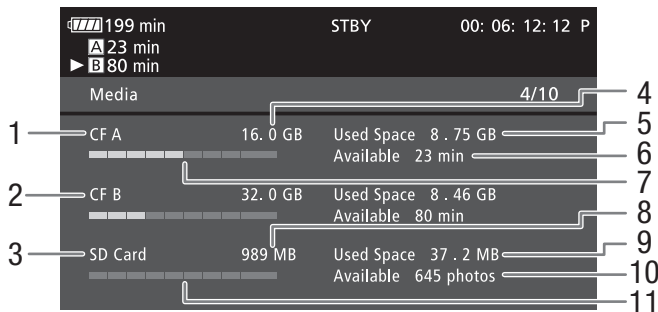 199 min STBY 00: 06: 12: 12 P
A 23 min
B 80 min
Media 4/10
4
1 CF A 16. 0 GB Used Space 8 . 75 GB 5
Available 23 min 6
7
2 CF B 32. 0 GB Used Space 8 . 46 GB
Available 80 min 8
3 SD Card 989 MB Used Space 37 . 2 MB 9
Available 645 photos 10
11